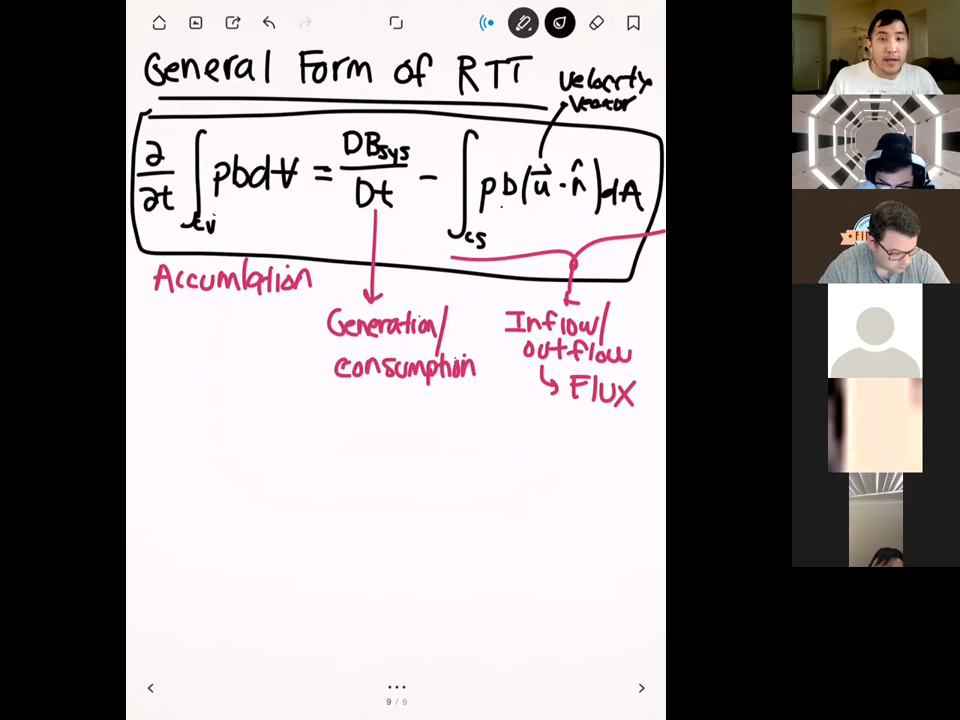 General Form of RTT
velocity
vector
∂/∂t ∫cv ρbdV = DBsys/Dt - ∫cs ρb(u⃗ · n̂)dA
Accumlation
Generation/
consumption
Inflow/
outflow
↳ Flux
9 / 9